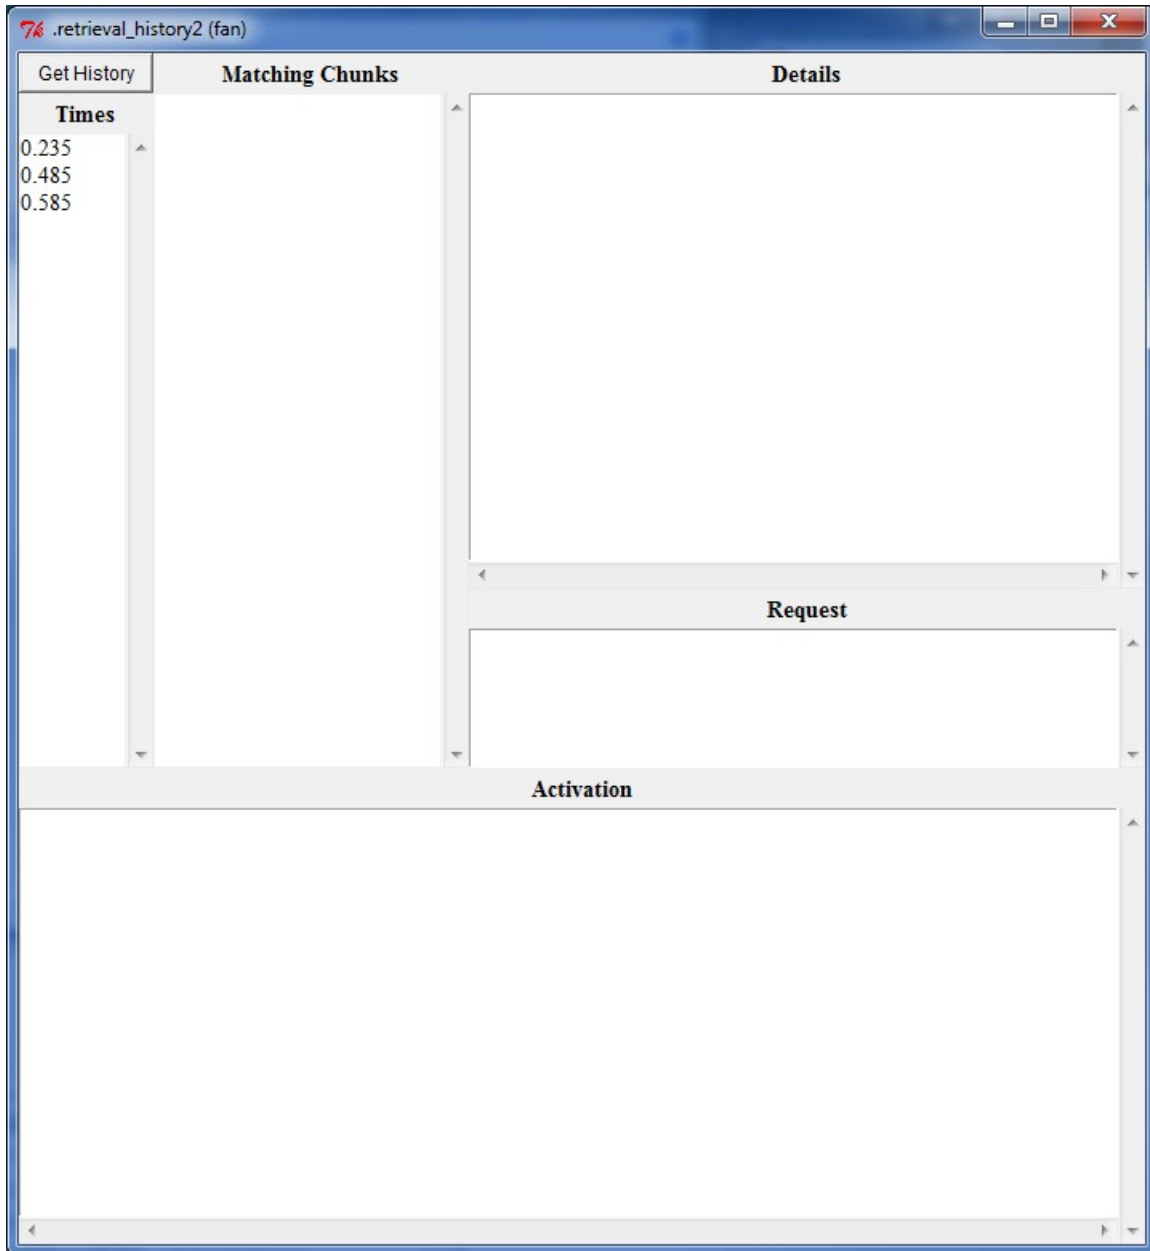 .retrieval_history2 (fan)
Get History
Matching Chunks
Details
Times
0.235
0.485
0.585
Request
Activation